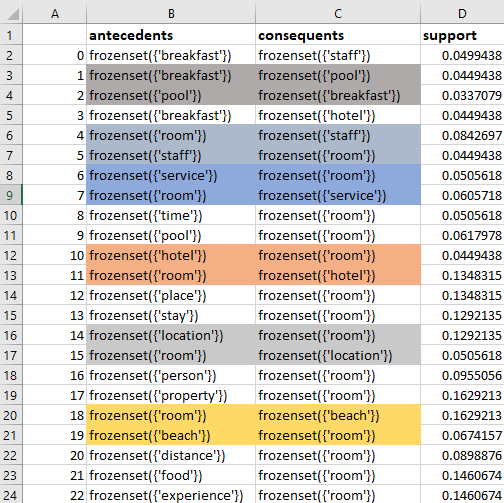 A B C D
1 antecedents consequents support
2 0 frozenset({'breakfast'}) frozenset({'staff'}) 0.0499438
3 1 frozenset({'breakfast'}) frozenset({'pool'}) 0.0449438
4 2 frozenset({'pool'}) frozenset({'breakfast'}) 0.0337079
5 3 frozenset({'breakfast'}) frozenset({'hotel'}) 0.0449438
6 4 frozenset({'room'}) frozenset({'staff'}) 0.0842697
7 5 frozenset({'staff'}) frozenset({'room'}) 0.0449438
8 6 frozenset({'service'}) frozenset({'room'}) 0.0505618
9 7 frozenset({'room'}) frozenset({'service'}) 0.0605718
10 8 frozenset({'time'}) frozenset({'room'}) 0.0505618
11 9 frozenset({'pool'}) frozenset({'room'}) 0.0617978
12 10 frozenset({'hotel'}) frozenset({'room'}) 0.0449438
13 11 frozenset({'room'}) frozenset({'hotel'}) 0.1348315
14 12 frozenset({'place'}) frozenset({'room'}) 0.1348315
15 13 frozenset({'stay'}) frozenset({'room'}) 0.1292135
16 14 frozenset({'location'}) frozenset({'room'}) 0.1292135
17 15 frozenset({'room'}) frozenset({'location'}) 0.0505618
18 16 frozenset({'person'}) frozenset({'room'}) 0.0955056
19 17 frozenset({'property'}) frozenset({'room'}) 0.1629213
20 18 frozenset({'room'}) frozenset({'beach'}) 0.1629213
21 19 frozenset({'beach'}) frozenset({'room'}) 0.0674157
22 20 frozenset({'distance'}) frozenset({'room'}) 0.0898876
23 21 frozenset({'food'}) frozenset({'room'}) 0.1460674
24 22 frozenset({'experience'}) frozenset({'room'}) 0.1460674